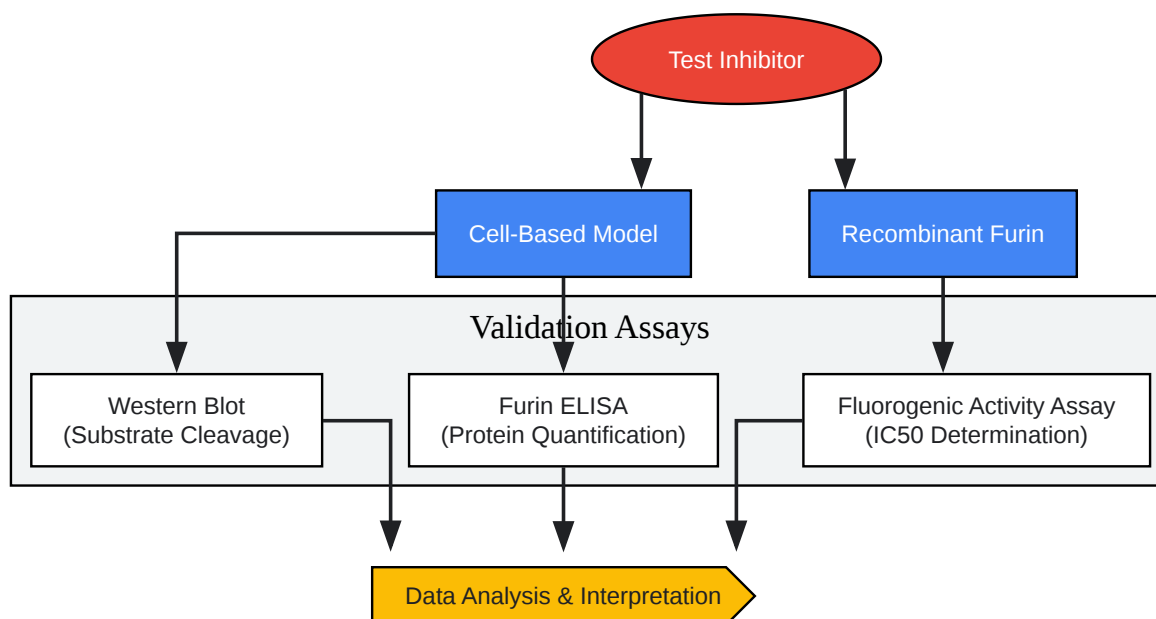 Test Inhibitor
Cell-Based Model
Recombinant Furin
Validation Assays
Western Blot
(Substrate Cleavage)
Furin ELISA
(Protein Quantification)
Fluorogenic Activity Assay
(IC50 Determination)
Data Analysis & Interpretation